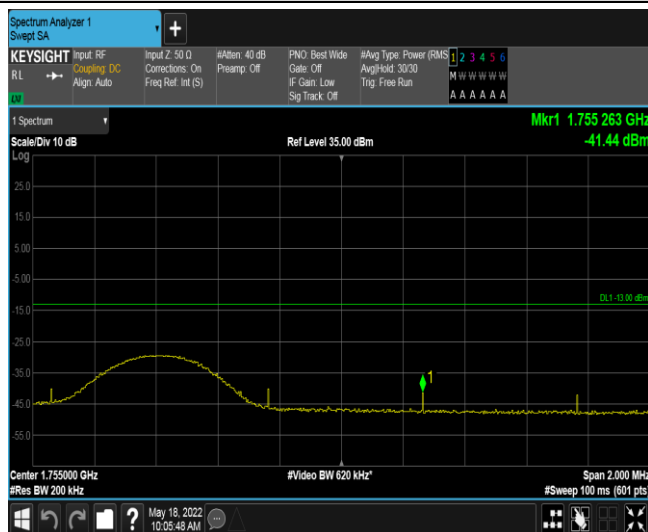 Spectrum Analyzer 1
Swept SA
+
KEYSIGHT Input: RF Input Z: 50 Ω #Atten: 40 dB PNO: Best Wide #Avg Type: Power (RMS 1 2 3 4 5 6
RL Coupling: DC Corrections: On Preamp: Off Gate: Off Avg|Hold: 30/30 M W W W W W
Align: Auto Freq Ref: Int (S) IF Gain: Low Trig: Free Run
Sig Track: Off A A A A A A
1 Spectrum Mkr1 1.755 263 GHz
Scale/Div 10 dB Ref Level 35.00 dBm -41.44 dBm
Log
25.0
15.0
5.00
-5.00
DL1 -13.00 dBm
-15.0
-25.0
-35.0
1
-45.0
-55.0
Center 1.755000 GHz #Video BW 620 kHz* Span 2.000 MHz
#Res BW 200 kHz #Sweep 100 ms (601 pts)
? May 18, 2022
10:05:48 AM